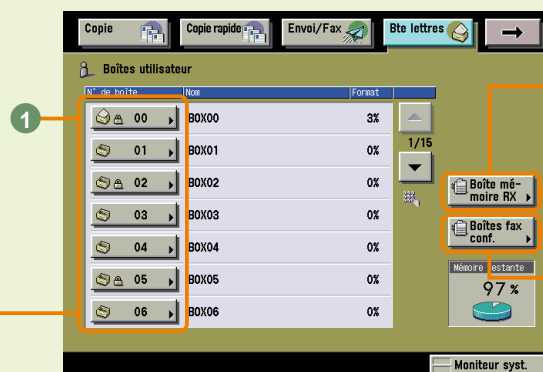 Copie
Copie rapide
Envoi/Fax
Bte lettres
Boîtes utilisateur
N° de boîte Nom Format
1
00 BOX00 3%
01 BOX01 0%
02 BOX02 0%
03 BOX03 0%
04 BOX04 0%
05 BOX05 0%
06 BOX06 0%
1/15
Boîte mé-
moire RX
Boîtes fax
conf.
Mémoire restante
97 %
Moniteur syst.